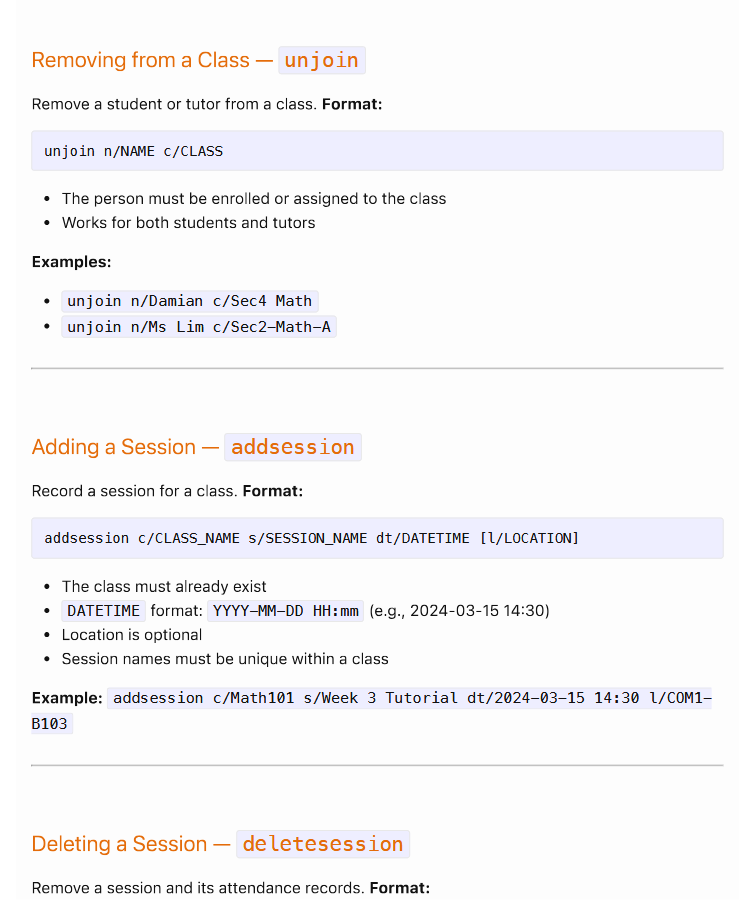 Removing from a Class — unjoin
Remove a student or tutor from a class. Format:
unjoin n/NAME c/CLASS
• The person must be enrolled or assigned to the class
• Works for both students and tutors
Examples:
• unjoin n/Damian c/Sec4 Math
• unjoin n/Ms Lim c/Sec2-Math-A
Adding a Session — addsession
Record a session for a class. Format:
addsession c/CLASS_NAME s/SESSION_NAME dt/DATETIME [l/LOCATION]
• The class must already exist
• DATETIME format: YYYY-MM-DD HH:mm (e.g., 2024-03-15 14:30)
• Location is optional
• Session names must be unique within a class
Example: addsession c/Math101 s/Week 3 Tutorial dt/2024-03-15 14:30 l/COM1-
B103
Deleting a Session — deletesession
Remove a session and its attendance records. Format: